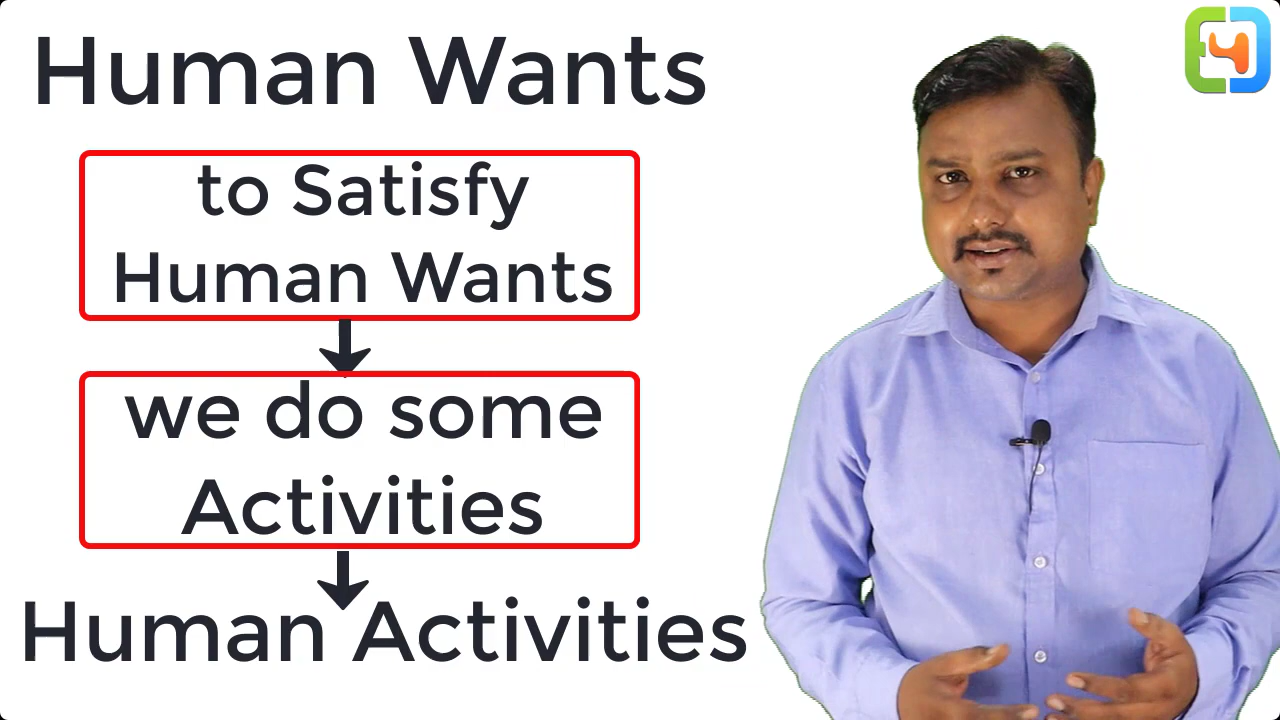 Human Wants
to Satisfy
Human Wants
we do some
Activities
Human Activities